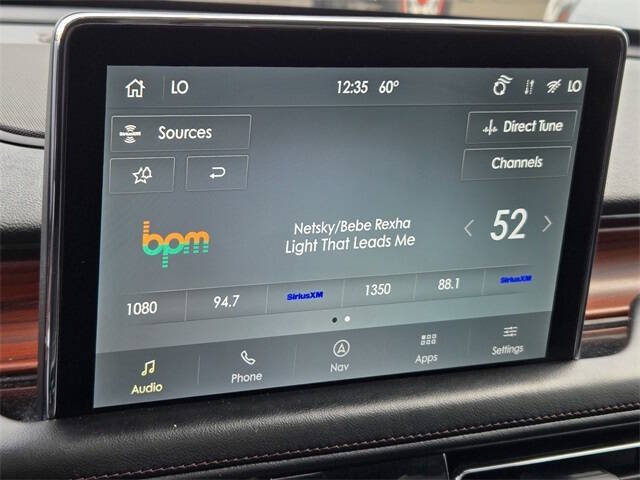 LO 12:35 60° LO
SIRIUSXM Sources
Direct Tune
Channels
bpm
Netsky/Bebe Rexha
Light That Leads Me
52
1080 94.7 SiriusXM 1350 88.1 SiriusXM
Audio Phone Nav Apps Settings